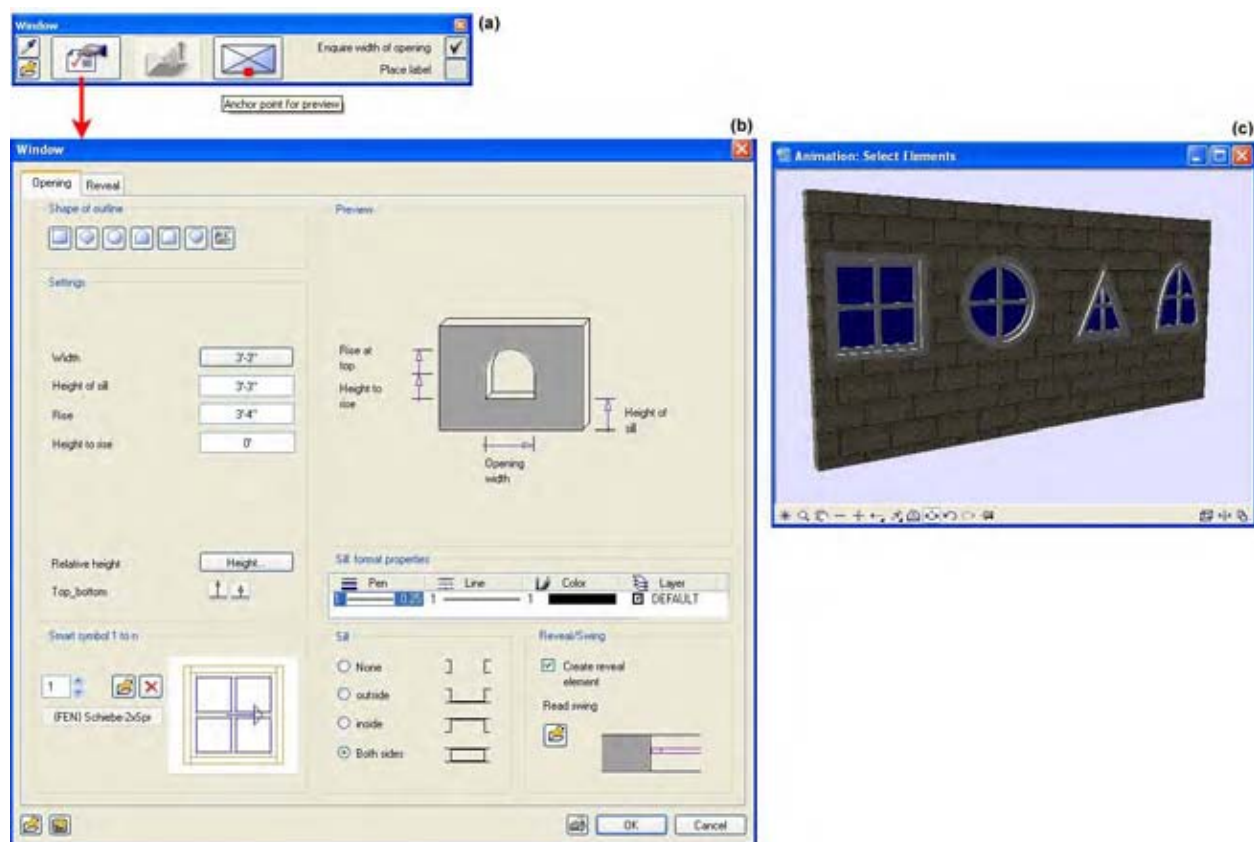 Window
(a)
Enquire width of opening
Place label
Anchor point for preview
(b)
Window
Opening
Reveal
Shape of outline
Preview
Settings
Width
3'-3"
Height of sill
3'-3"
Rise
3'-4"
Height to rise
0'
Rise at
top
Height to
rise
Height of
sill
Opening
width
Relative height
Height...
Top_bottom
Sill format properties
Pen
Line
Color
Layer
1
0.25
1
1
DEFAULT
Smart symbol 1 to n
1
(FEN) Schiebe-2xSpr
Sill
None
outside
inside
Both sides
Reveal/Swing
Create reveal
element
Read swing
OK
Cancel
(c)
Animation: Select Elements